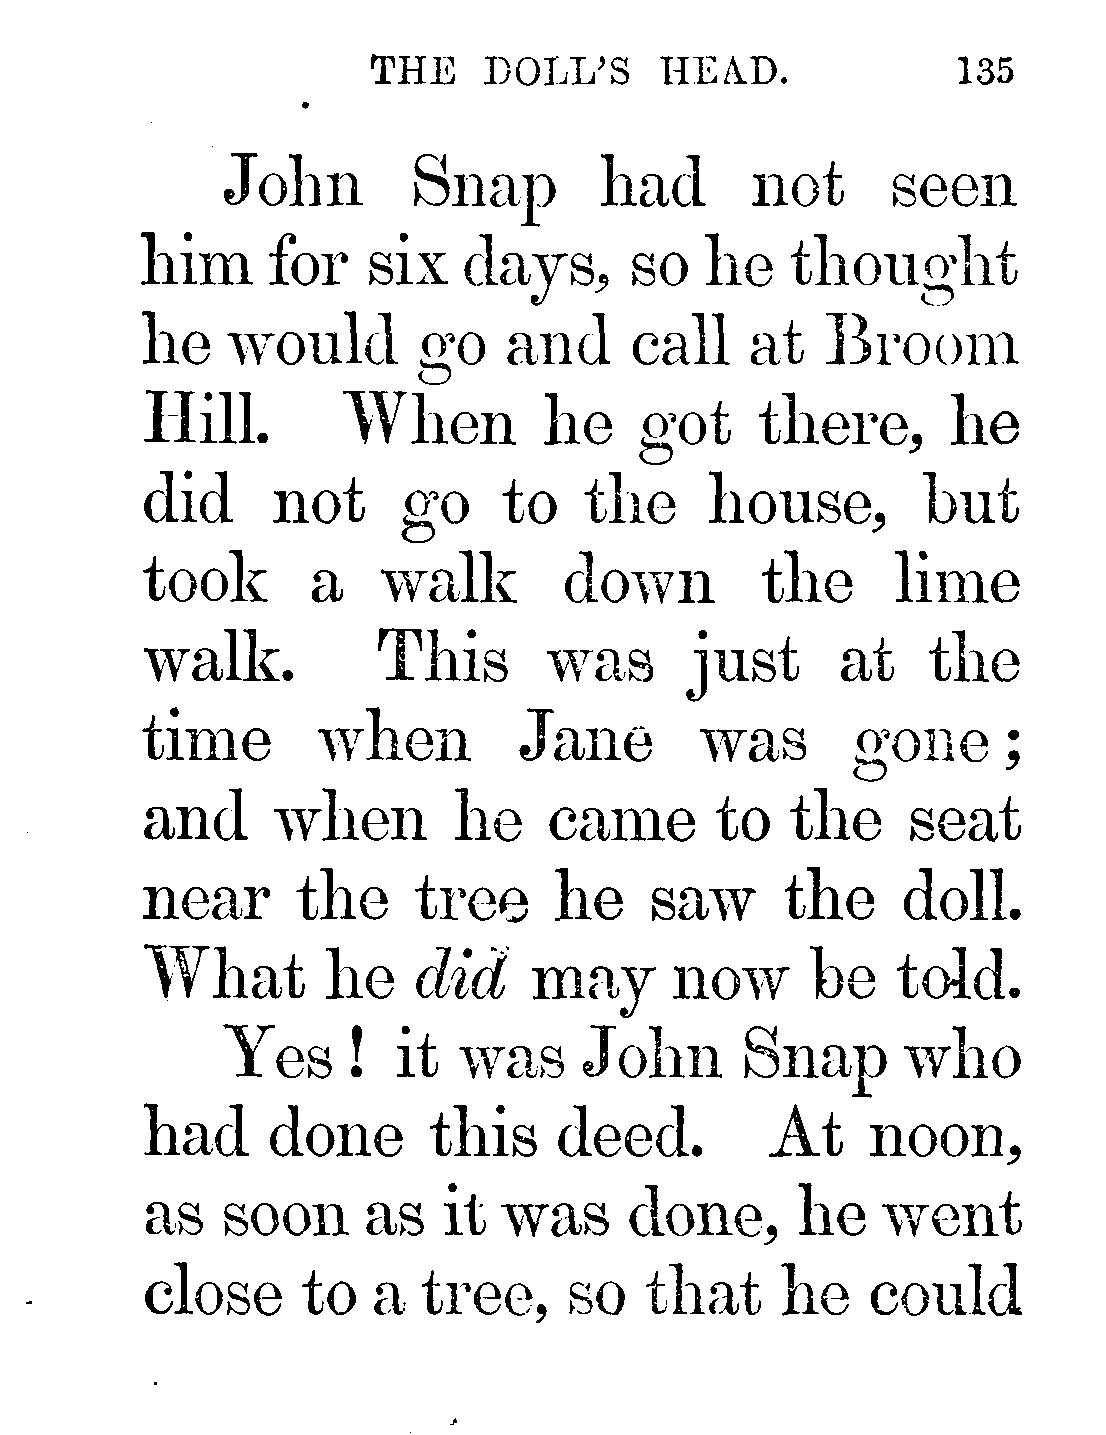 THE DOLL'S HEAD. 135
John Snap had not seen
him for six days, so he thought
he would go and call at Broom
Hill. When he got there, he
did not go to the house, but
took a walk down the lime
walk. This was just at the
time when Jane was gone ;
and when he came to the seat
near the tree he saw the doll.
What he did may now be told.
Yes ! it was John Snap who
had done this deed. At noon,
as soon as it was done, he went
close to a tree, so that he could